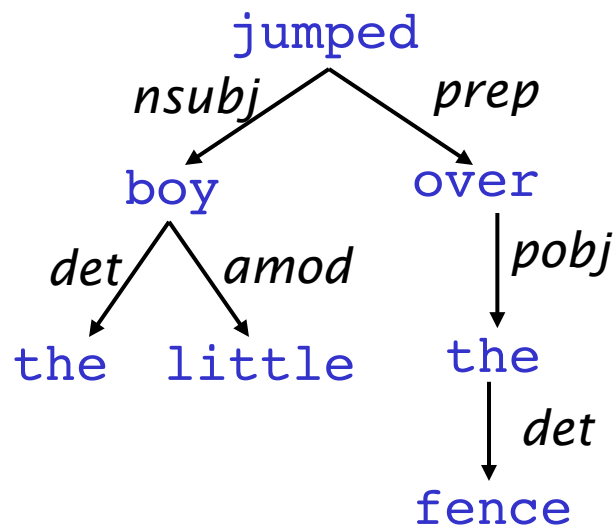 jumped
nsubj prep
boy over
det amod pobj
the little the
det
fence